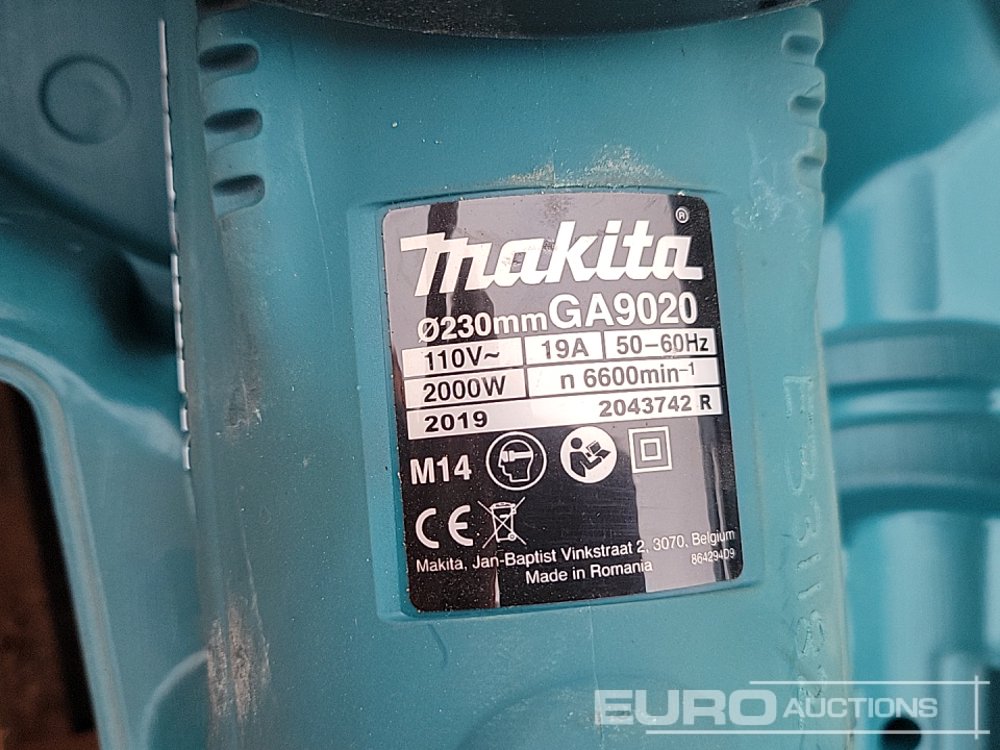 makita®
Ø230mm GA9020
110V~ 19A 50-60Hz
2000W n 6600min⁻¹
2019 2043742 R
M14
CE
Makita, Jan-Baptist Vinkstraat 2, 3070, Belgium
Made in Romania 864294D9
EURO AUCTIONS